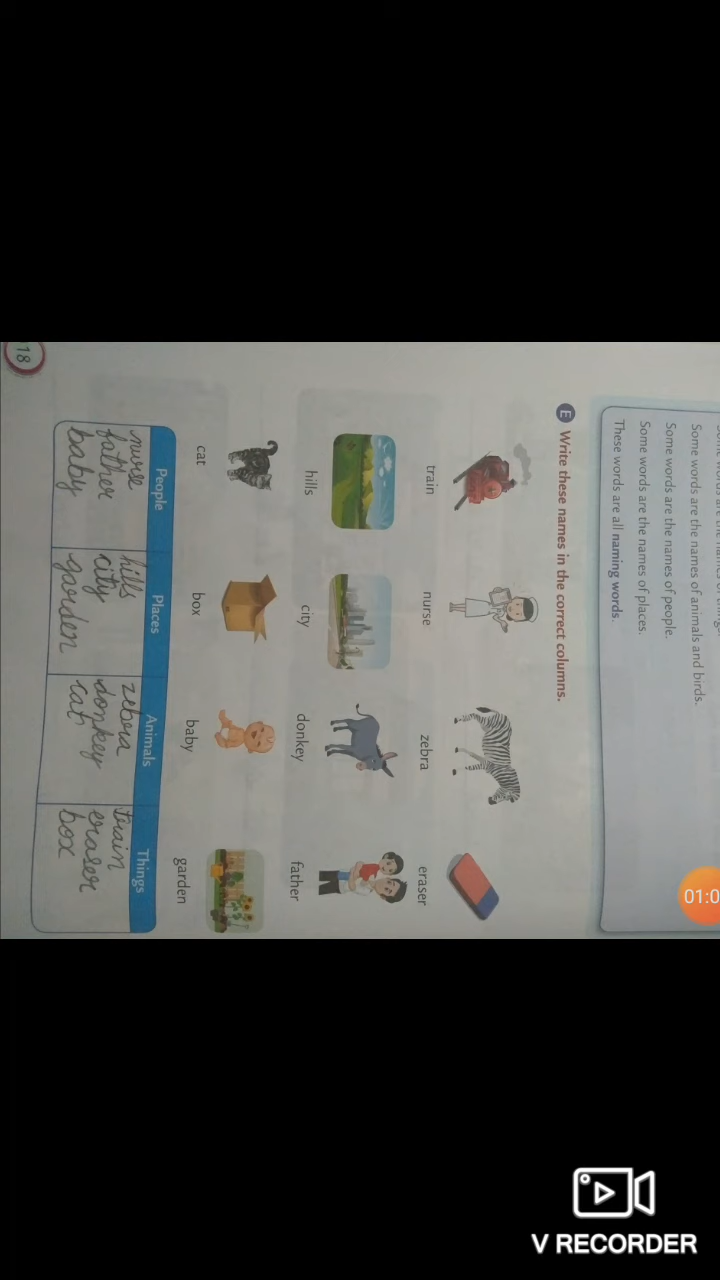 Some words are the names of animals and birds.
Some words are the names of people.
Some words are the names of places.
These words are all naming words.
E Write these names in the correct columns.
train nurse zebra eraser
hills city donkey father
cat box baby garden
People Places Animals Things
nurse hills zebera train
father city donkey eraser
baby garden cat box
18
01:0
V RECORDER